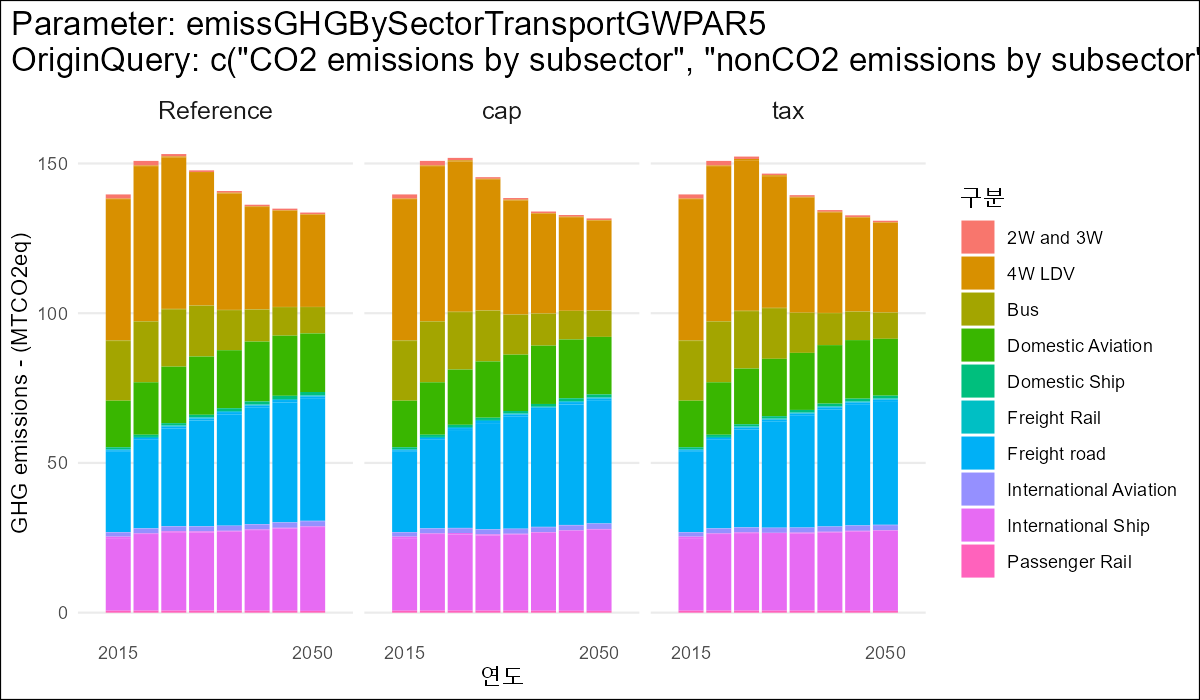 Parameter: emissGHGBySectorTransportGWPAR5
OriginQuery: c("CO2 emissions by subsector", "nonCO2 emissions by subsector"
Reference cap tax
GHG emissions - (MTCO2eq)
150
100
50
0
2015 2050 2015 2050 2015 2050
연도
구분
2W and 3W
4W LDV
Bus
Domestic Aviation
Domestic Ship
Freight Rail
Freight road
International Aviation
International Ship
Passenger Rail